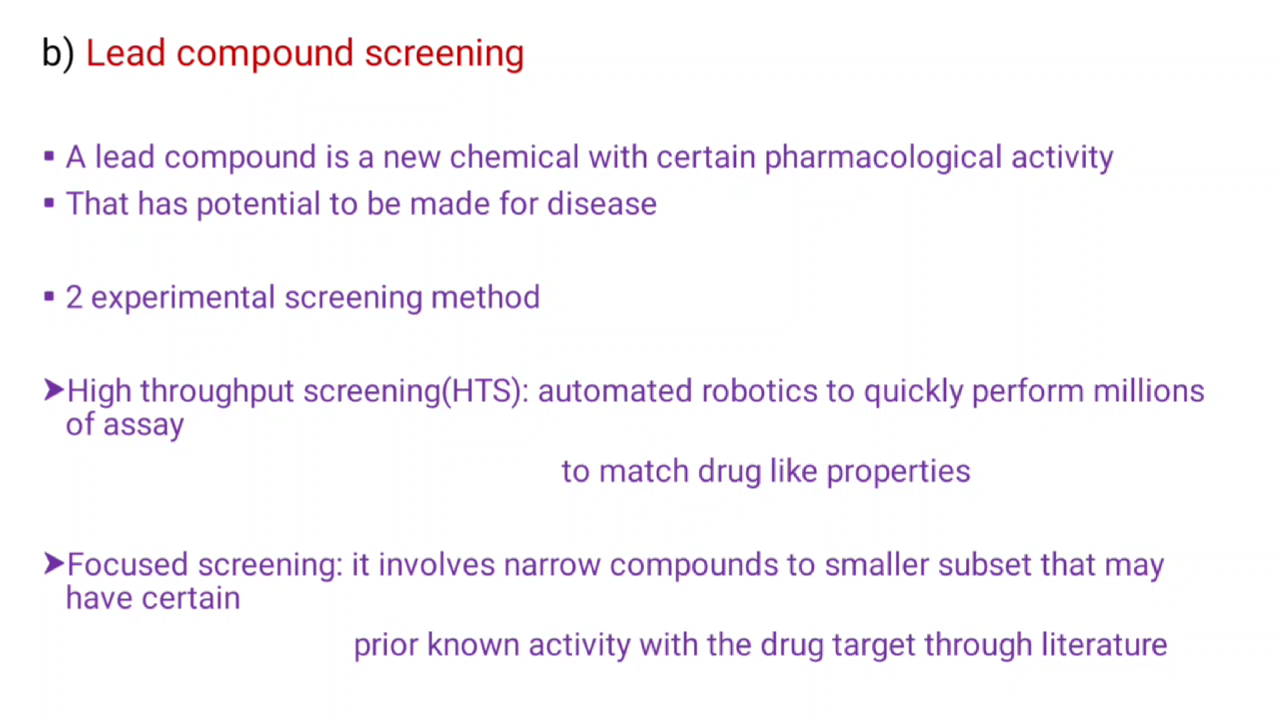 b) Lead compound screening
▪ A lead compound is a new chemical with certain pharmacological activity
▪ That has potential to be made for disease
▪ 2 experimental screening method
➤High throughput screening(HTS): automated robotics to quickly perform millions
of assay
to match drug like properties
➤Focused screening: it involves narrow compounds to smaller subset that may
have certain
prior known activity with the drug target through literature